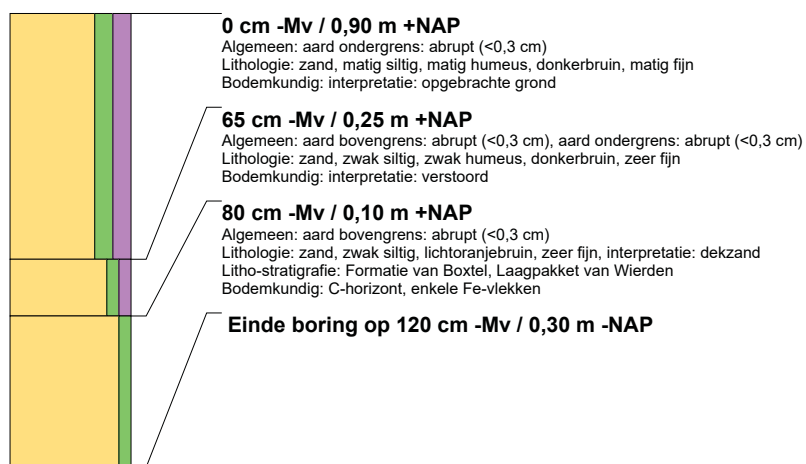 0 cm -Mv / 0,90 m +NAP
Algemeen: aard ondergrens: abrupt (<0,3 cm)
Lithologie: zand, matig siltig, matig humeus, donkerbruin, matig fijn
Bodemkundig: interpretatie: opgebrachte grond
65 cm -Mv / 0,25 m +NAP
Algemeen: aard bovengrens: abrupt (<0,3 cm), aard ondergrens: abrupt (<0,3 cm)
Lithologie: zand, zwak siltig, zwak humeus, donkerbruin, zeer fijn
Bodemkundig: interpretatie: verstoord
80 cm -Mv / 0,10 m +NAP
Algemeen: aard bovengrens: abrupt (<0,3 cm)
Lithologie: zand, zwak siltig, lichtoranjebruin, zeer fijn, interpretatie: dekzand
Litho-stratigrafie: Formatie van Boxtel, Laagpakket van Wierden
Bodemkundig: C-horizont, enkele Fe-vlekken
Einde boring op 120 cm -Mv / 0,30 m -NAP